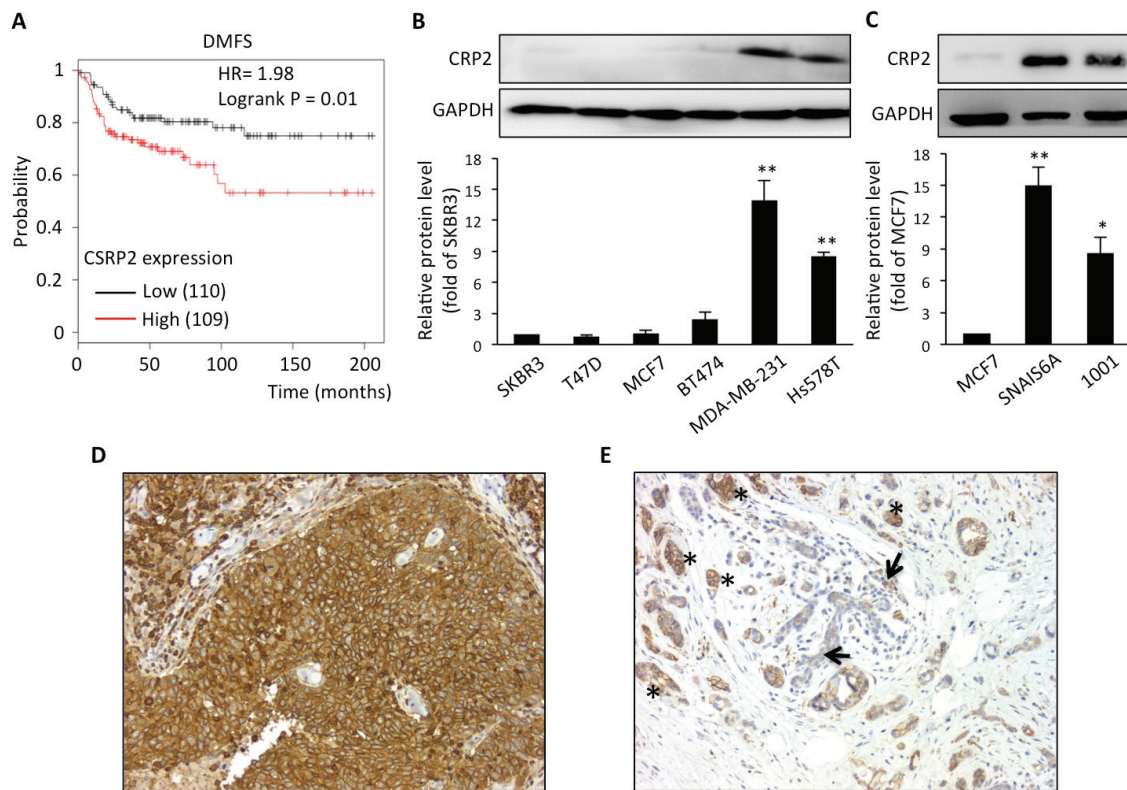 A
DMFS
HR= 1.98
Logrank P = 0.01
Probability
1
0.8
0.6
0.4
0.2
0
CSRP2 expression
Low (110)
High (109)
0 50 100 150 200
Time (months)
B
CRP2
GAPDH
Relative protein level
(fold of SKBR3)
18
15
12
9
6
3
0
**
**
SKBR3 T47D MCF7 BT474 MDA-MB-231 Hs578T
C
CRP2
GAPDH
Relative protein level
(fold of MCF7)
18
15
12
9
6
3
0
**
*
MCF7 SNAIS6A 1001
D
E
*
*
*
*
*